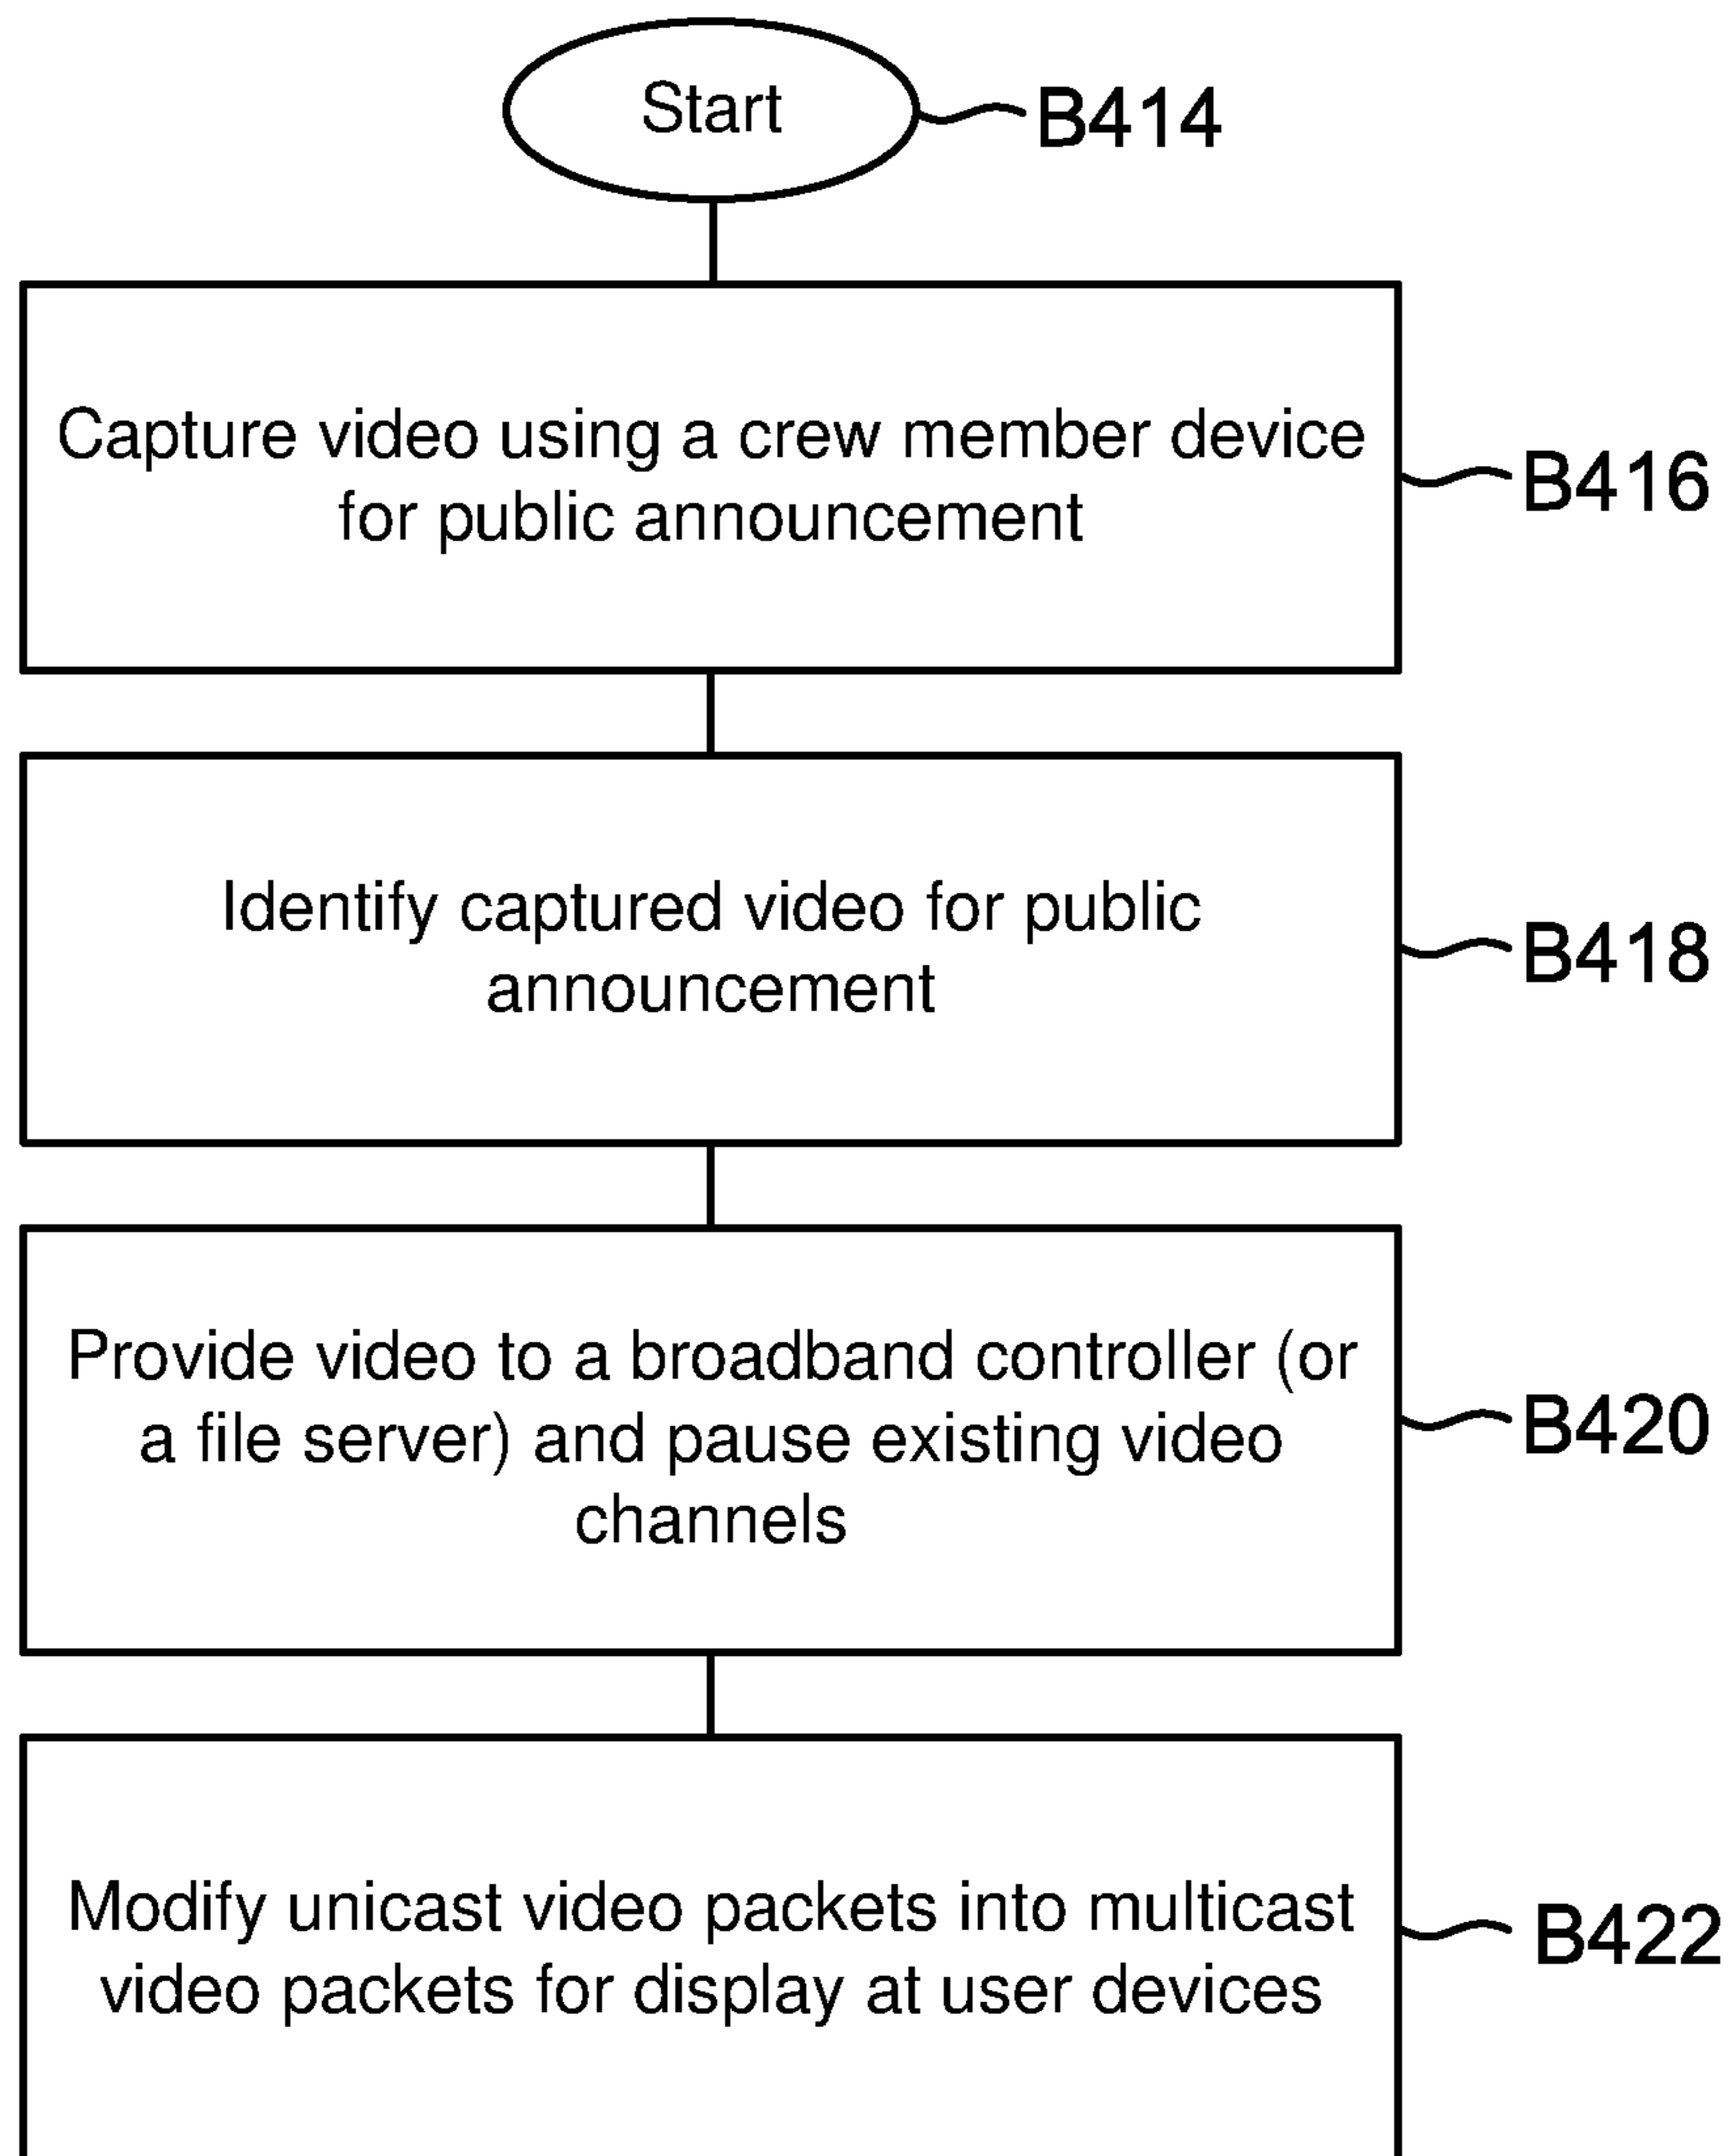 Start
B414
Capture video using a crew member device
for public announcement
B416
Identify captured video for public
announcement
B418
Provide video to a broadband controller (or
a file server) and pause existing video
channels
B420
Modify unicast video packets into multicast
video packets for display at user devices
B422